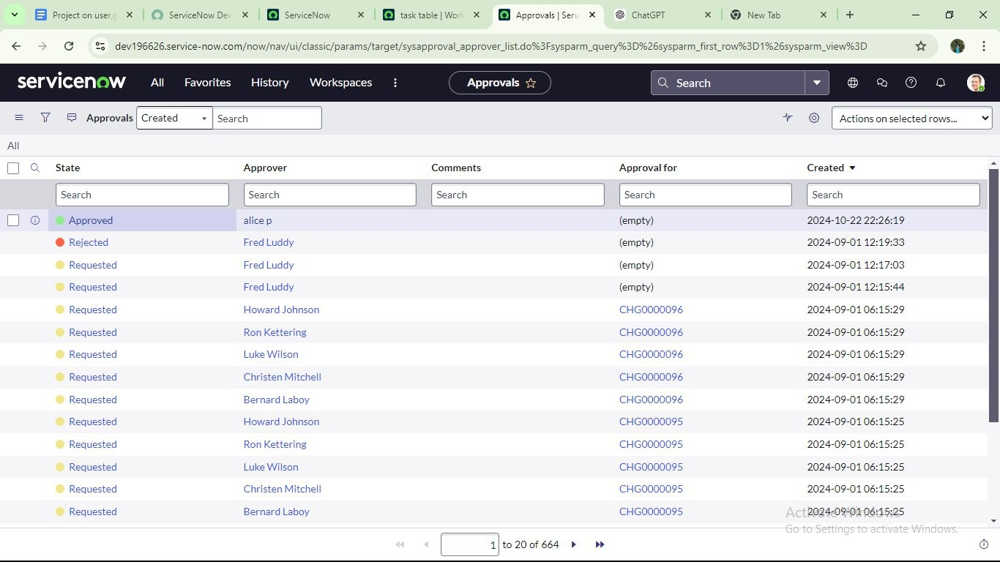 Project on user,g
ServiceNow Dev
ServiceNow
task table | Work
Approvals | Servi
ChatGPT
New Tab
dev196626.service-now.com/now/nav/ui/classic/params/target/sysapproval_approver_list.do%3Fsysparm_query%3D%26sysparm_first_row%3D1%26sysparm_view%3D
servicenow
All
Favorites
History
Workspaces
Approvals
Search
Approvals
Created
Search
Actions on selected rows...
All
State Approver Comments Approval for Created
Search Search Search Search Search
Approved alice p (empty) 2024-10-22 22:26:19
Rejected Fred Luddy (empty) 2024-09-01 12:19:33
Requested Fred Luddy (empty) 2024-09-01 12:17:03
Requested Fred Luddy (empty) 2024-09-01 12:15:44
Requested Howard Johnson CHG0000096 2024-09-01 06:15:29
Requested Ron Kettering CHG0000096 2024-09-01 06:15:29
Requested Luke Wilson CHG0000096 2024-09-01 06:15:29
Requested Christen Mitchell CHG0000096 2024-09-01 06:15:29
Requested Bernard Laboy CHG0000096 2024-09-01 06:15:29
Requested Howard Johnson CHG0000095 2024-09-01 06:15:25
Requested Ron Kettering CHG0000095 2024-09-01 06:15:25
Requested Luke Wilson CHG0000095 2024-09-01 06:15:25
Requested Christen Mitchell CHG0000095 2024-09-01 06:15:25
Requested Bernard Laboy CHG0000095 2024-09-01 06:15:25
Activate Windows
Go to Settings to activate Windows.
1 to 20 of 664